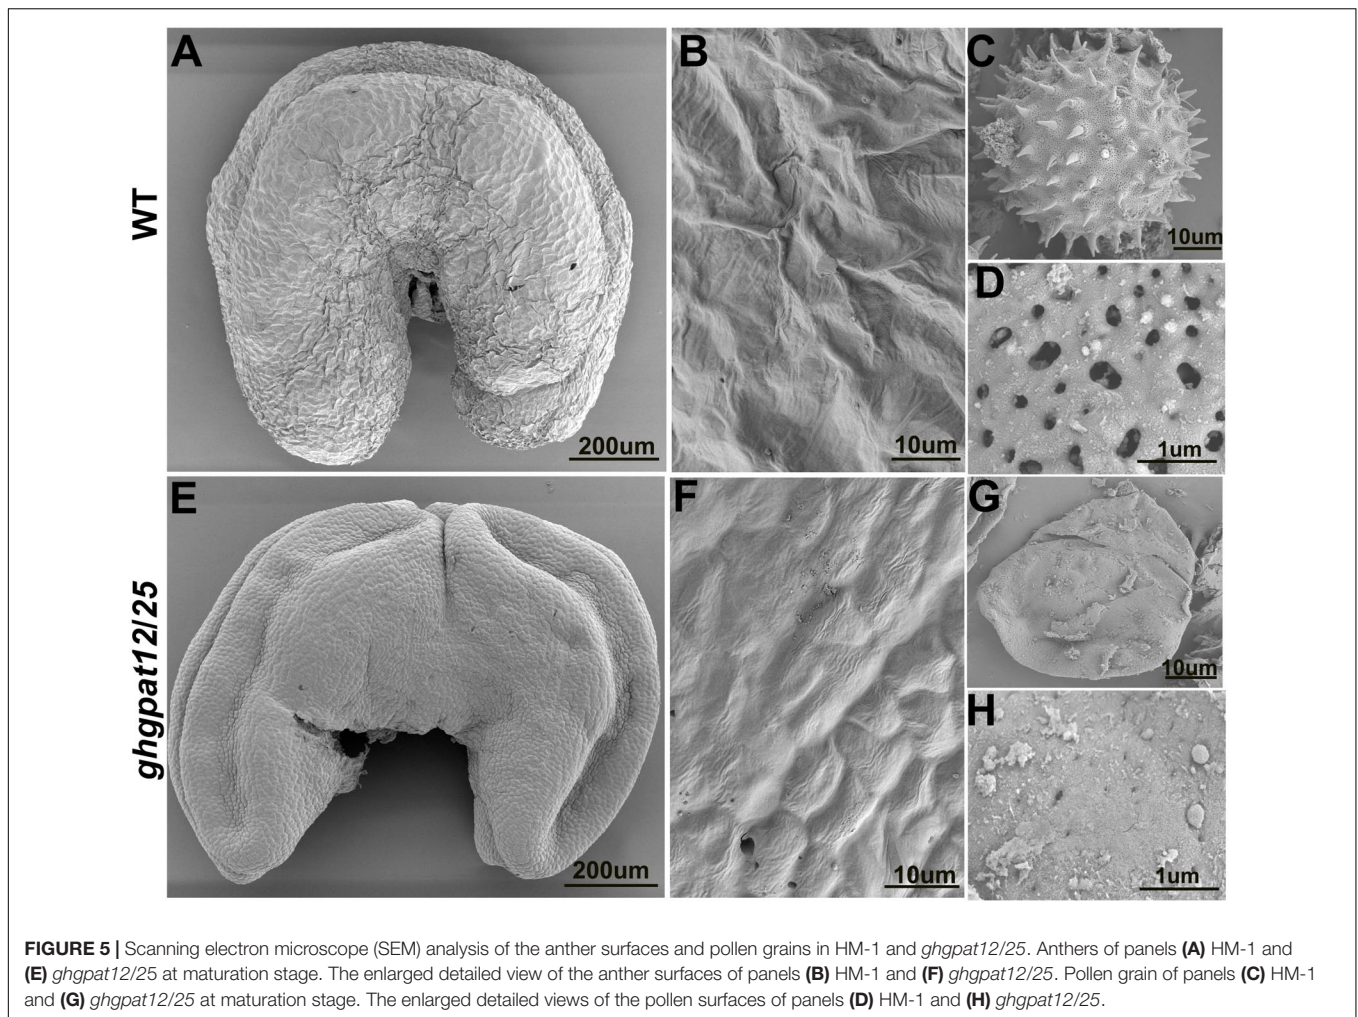 A
B
C
WT
10um
D
200um
10um
1um
E
F
G
ghgpat12/25
10um
H
200um
10um
1um
FIGURE 5 | Scanning electron microscope (SEM) analysis of the anther surfaces and pollen grains in HM-1 and ghgpat12/25. Anthers of panels (A) HM-1 and
(E) ghgpat12/25 at maturation stage. The enlarged detailed view of the anther surfaces of panels (B) HM-1 and (F) ghgpat12/25. Pollen grain of panels (C) HM-1
and (G) ghgpat12/25 at maturation stage. The enlarged detailed views of the pollen surfaces of panels (D) HM-1 and (H) ghgpat12/25.